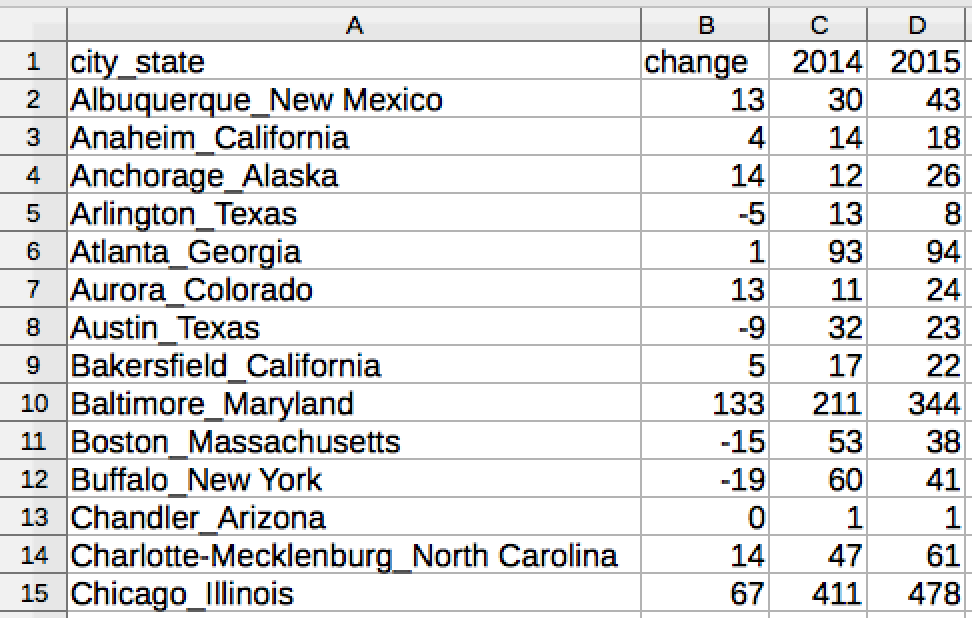 A B C D
1 city_state change 2014 2015
2 Albuquerque_New Mexico 13 30 43
3 Anaheim_California 4 14 18
4 Anchorage_Alaska 14 12 26
5 Arlington_Texas -5 13 8
6 Atlanta_Georgia 1 93 94
7 Aurora_Colorado 13 11 24
8 Austin_Texas -9 32 23
9 Bakersfield_California 5 17 22
10 Baltimore_Maryland 133 211 344
11 Boston_Massachusetts -15 53 38
12 Buffalo_New York -19 60 41
13 Chandler_Arizona 0 1 1
14 Charlotte-Mecklenburg_North Carolina 14 47 61
15 Chicago_Illinois 67 411 478